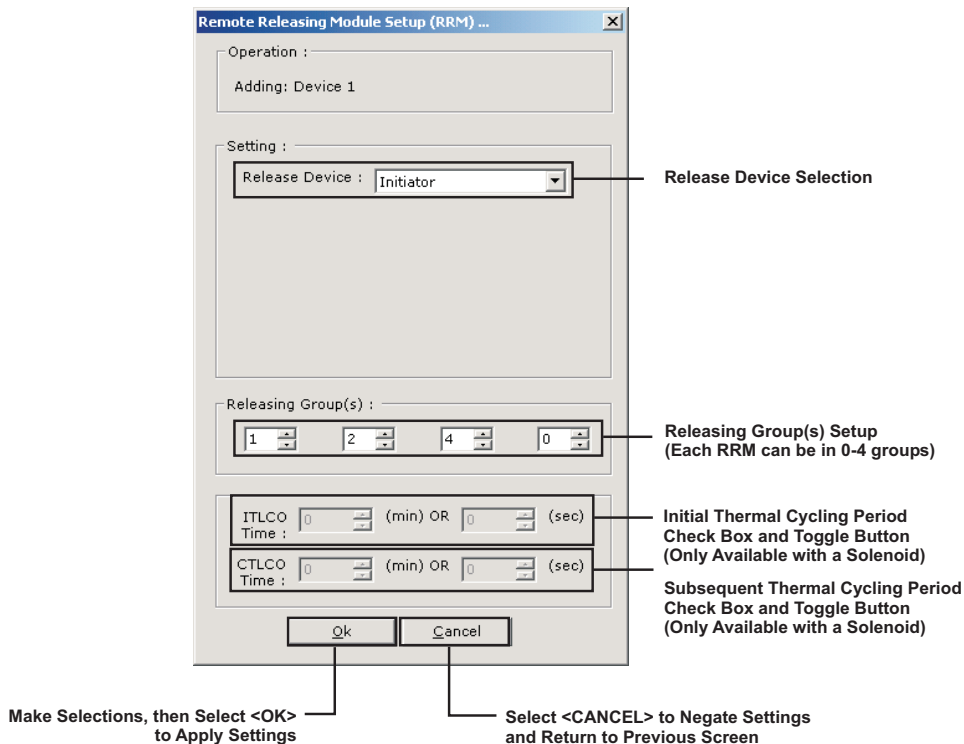 Remote Releasing Module Setup (RRM) ...
Operation :
Adding: Device 1
Setting :
Release Device : Initiator
Release Device Selection
Releasing Group(s) :
1 2 4 0
Releasing Group(s) Setup
(Each RRM can be in 0-4 groups)
ITLCO Time : 0 (min) OR 0 (sec)
Initial Thermal Cycling Period
Check Box and Toggle Button
(Only Available with a Solenoid)
CTLCO Time : 0 (min) OR 0 (sec)
Subsequent Thermal Cycling Period
Check Box and Toggle Button
(Only Available with a Solenoid)
Ok
Cancel
Make Selections, then Select <OK>
to Apply Settings
Select <CANCEL> to Negate Settings
and Return to Previous Screen